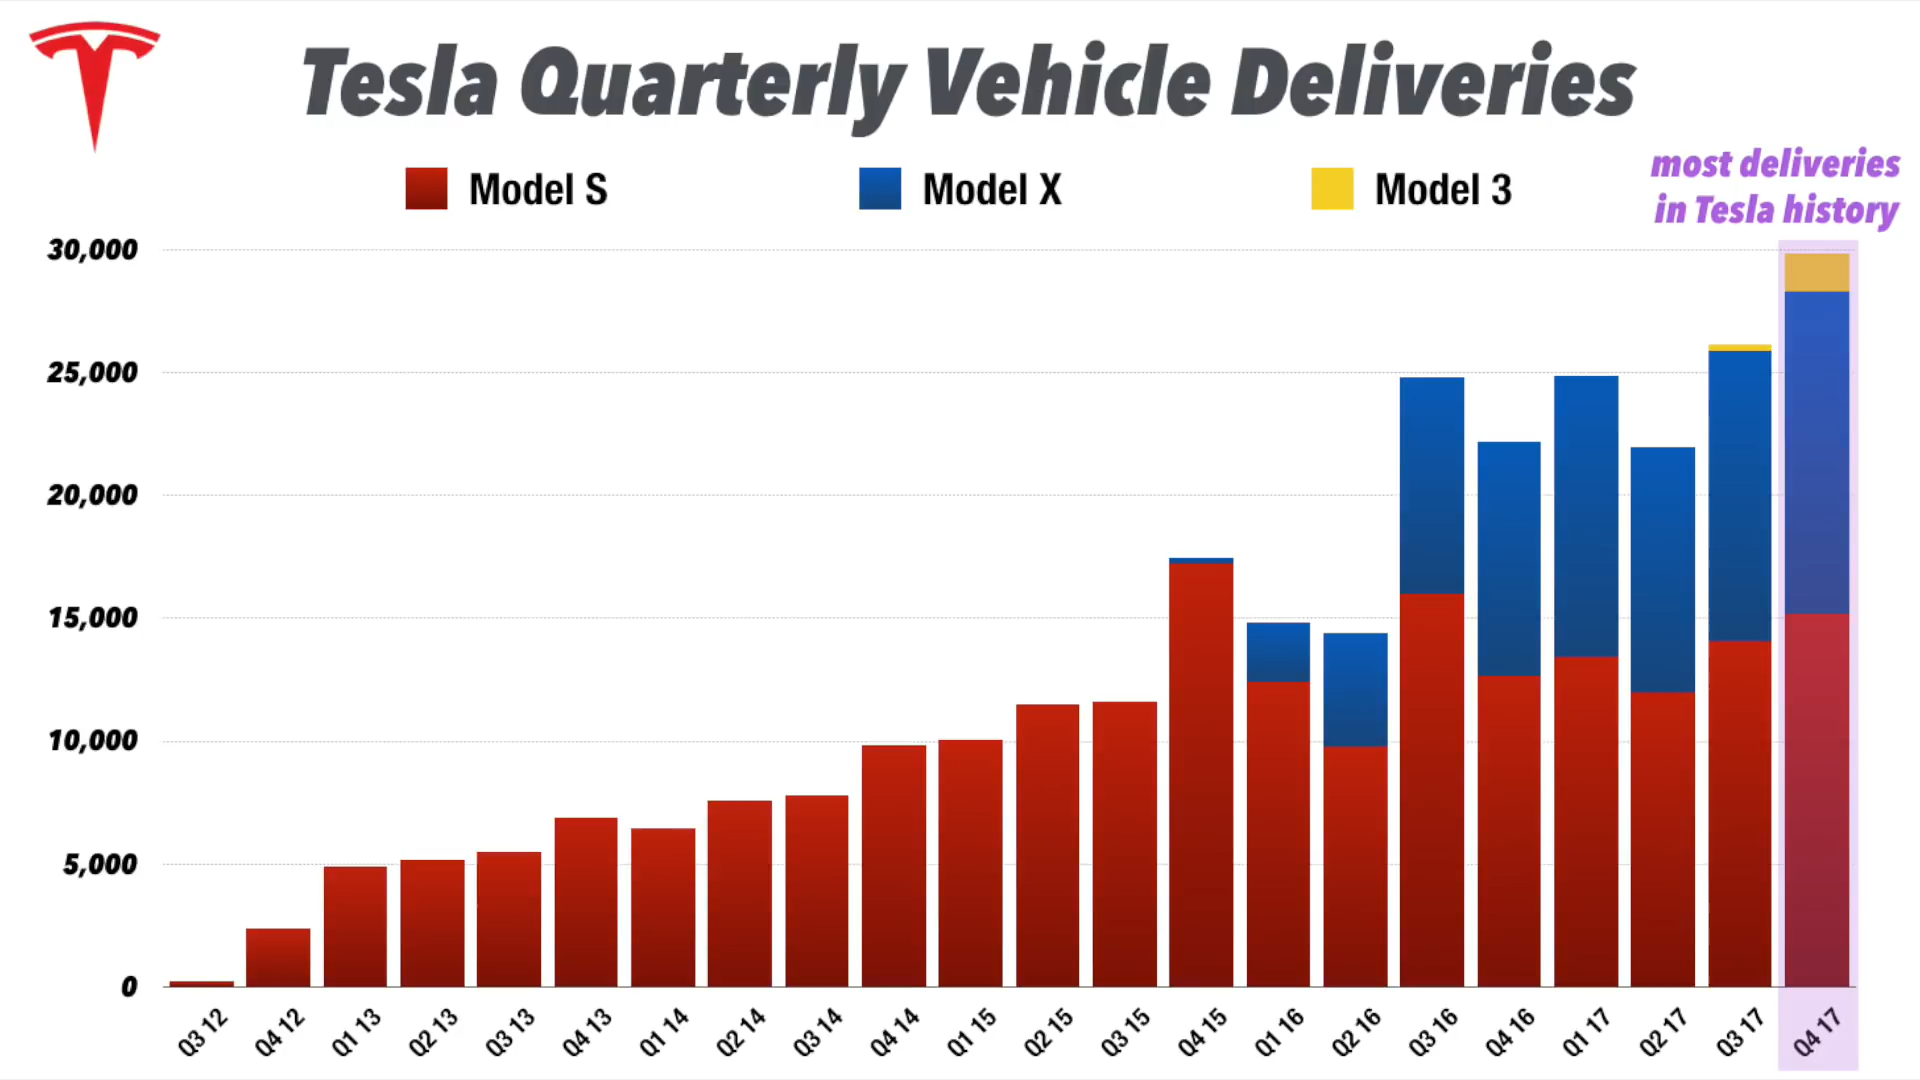 Tesla Quarterly Vehicle Deliveries
Model S
Model X
Model 3
most deliveries
in Tesla history
30,000
25,000
20,000
15,000
10,000
5,000
0
Q3 12
Q4 12
Q1 13
Q2 13
Q3 13
Q4 13
Q1 14
Q2 14
Q3 14
Q4 14
Q1 15
Q2 15
Q3 15
Q4 15
Q1 16
Q2 16
Q3 16
Q4 16
Q1 17
Q2 17
Q3 17
Q4 17